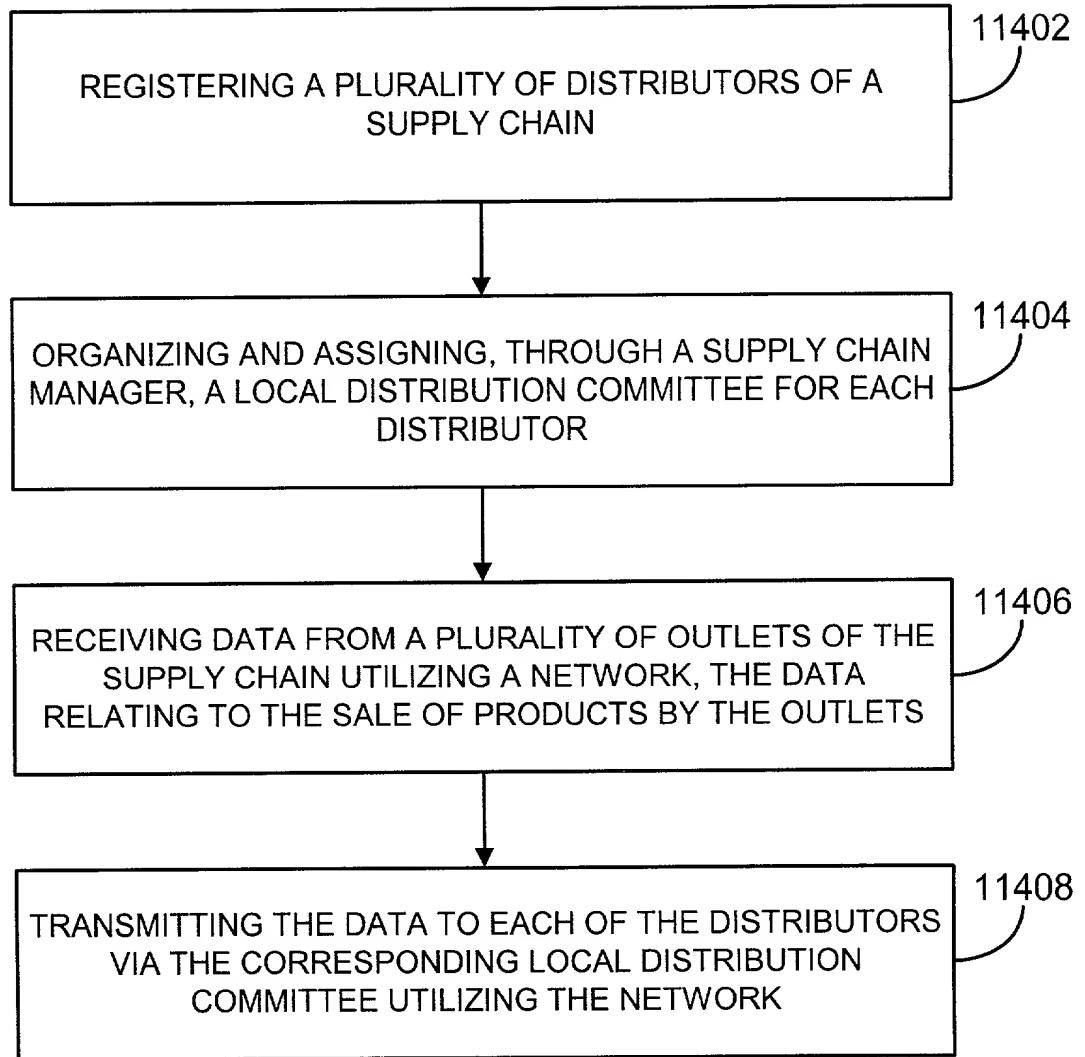 11402
REGISTERING A PLURALITY OF DISTRIBUTORS OF A
SUPPLY CHAIN
11404
ORGANIZING AND ASSIGNING, THROUGH A SUPPLY CHAIN
MANAGER, A LOCAL DISTRIBUTION COMMITTEE FOR EACH
DISTRIBUTOR
11406
RECEIVING DATA FROM A PLURALITY OF OUTLETS OF THE
SUPPLY CHAIN UTILIZING A NETWORK, THE DATA
RELATING TO THE SALE OF PRODUCTS BY THE OUTLETS
11408
TRANSMITTING THE DATA TO EACH OF THE DISTRIBUTORS
VIA THE CORRESPONDING LOCAL DISTRIBUTION
COMMITTEE UTILIZING THE NETWORK